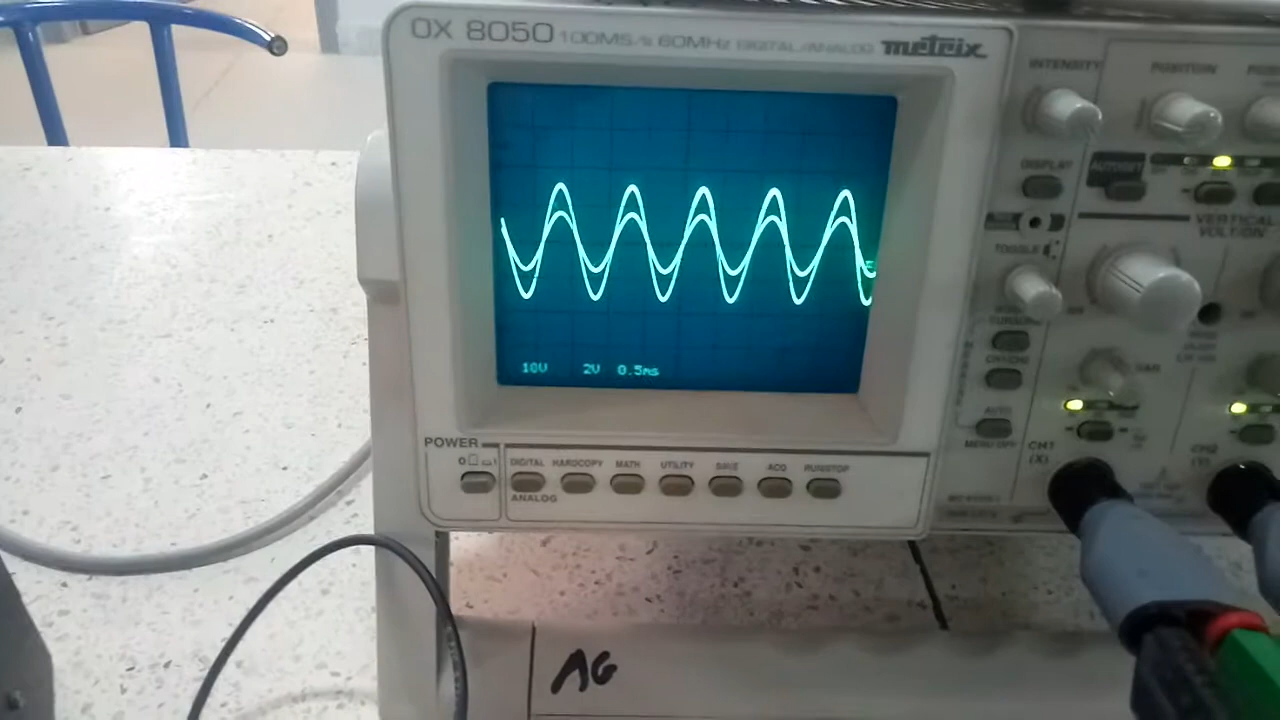 OX 8050 100MS/s 60MHz DIGITAL/ANALOG metrix
INTENSITY
POSITION
DISPLAY
VERTICAL
TOGGLE
10V 2V 0.5ms
POWER
DIGITAL HARDCOPY MATH UTILITY SAVE ACQ RUN/STOP
ANALOG
AUTO
CH1
(X)
CH2
(Y)
AG